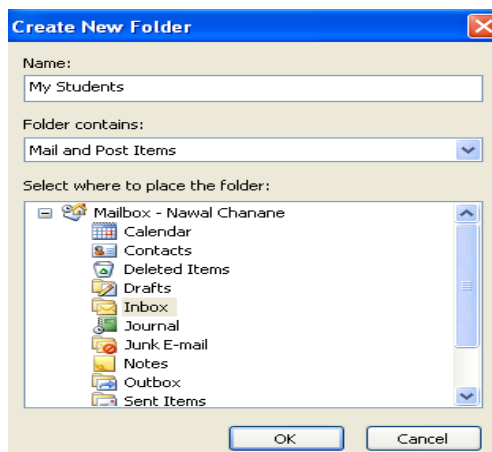 Create New Folder
Name:
My Students
Folder contains:
Mail and Post Items
Select where to place the folder:
Mailbox - Nawal Chanane
Calendar
Contacts
Deleted Items
Drafts
Inbox
Journal
Junk E-mail
Notes
Outbox
Sent Items
OK Cancel